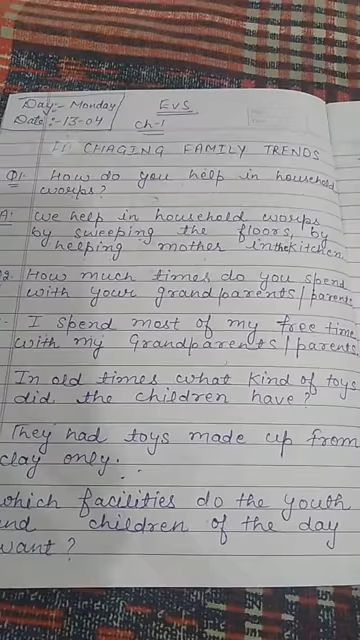 Day:- Monday
Date:-13-04
EVS
Ch-1
CHAGING FAMILY TRENDS
Q1- How do you help in household
worps?
A: we help in household worps
by sweeping the floors, by
helping mother in the kitchen.
2. How much times do you spend
with your grandparents/parents
:- I spend most of my free time
with my Grandparents/parents
In old times what kind of toys
did the children have?
They had toys made up from
clay only.
which facilities do the youth
and children of the day
want?